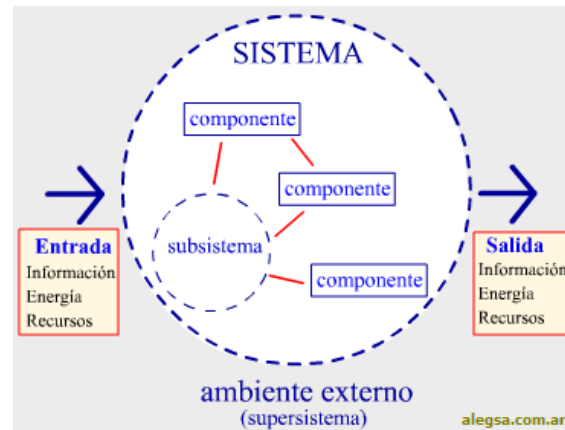 SISTEMA
componente
componente
subsistema
componente
Entrada
Información
Energía
Recursos
Salida
Información
Energía
Recursos
ambiente externo
(supersistema)
alegsa.com.ar